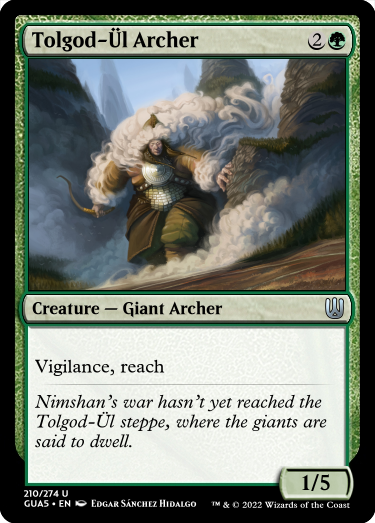 Tolgod-Ül Archer 2
Creature — Giant Archer
Vigilance, reach
Nimshan's war hasn't yet reached the
Tolgod-Ül steppe, where the giants are
said to dwell.
1/5
210/274 U
GUA5 • EN Edgar Sánchez Hidalgo ™ & © 2022 Wizards of the Coast